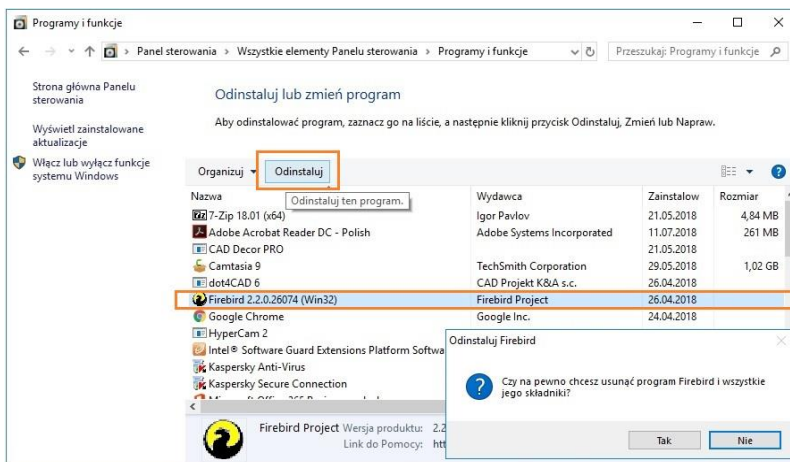 Programy i funkcje
Panel sterowania > Wszystkie elementy Panelu sterowania > Programy i funkcje
Przeszukaj: Programy i funkcje
Strona główna Panelu sterowania
Wyświetl zainstalowane aktualizacje
Włącz lub wyłącz funkcje systemu Windows
Odinstaluj lub zmień program
Aby odinstalować program, zaznacz go na liście, a następnie kliknij przycisk Odinstaluj, Zmień lub Napraw.
Organizuj Odinstaluj
Odinstaluj ten program.
Nazwa Wydawca Zainstalow Rozmiar
7-Zip 18.01 (x64) Igor Pavlov 21.05.2018 4,84 MB
Adobe Acrobat Reader DC - Polish Adobe Systems Incorporated 11.07.2018 261 MB
CAD Decor PRO 21.05.2018
Camtasia 9 TechSmith Corporation 29.05.2018 1,02 GB
dot4CAD 6 CAD Projekt K&A s.c. 26.04.2018
Firebird 2.2.0.26074 (Win32) Firebird Project 26.04.2018
Google Chrome Google Inc. 24.04.2018
HyperCam 2
Intel® Software Guard Extensions Platform Softwa
Kaspersky Anti-Virus
Kaspersky Secure Connection
Firebird Project Wersja produktu: 2.2
Link do Pomocy: htt
Odinstaluj Firebird
Czy na pewno chcesz usunąć program Firebird i wszystkie
jego składniki?
Tak Nie